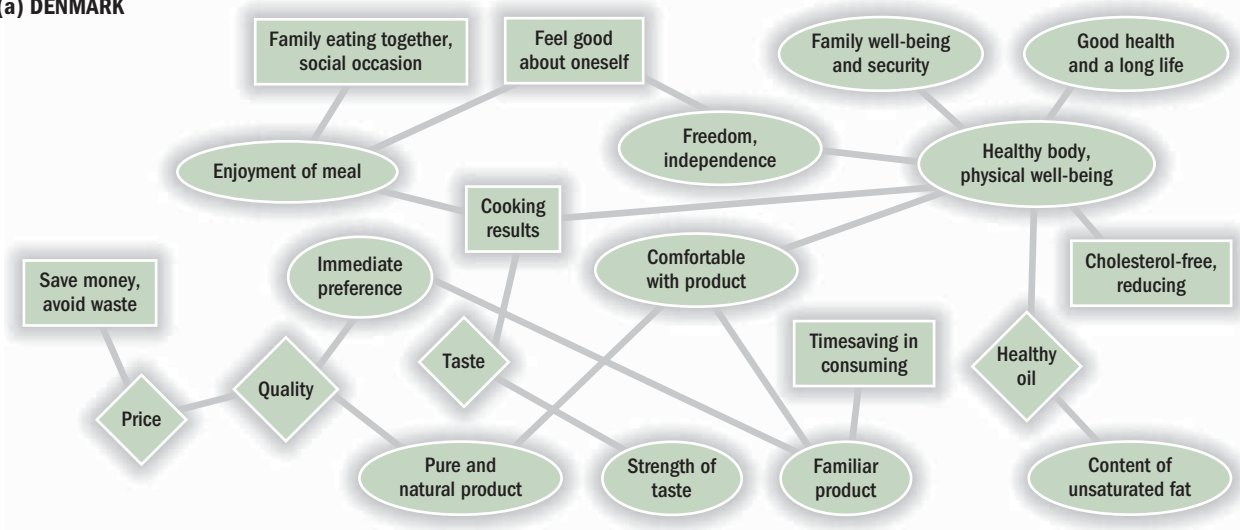 (a) DENMARK
Family eating together,
social occasion
Feel good
about oneself
Family well-being
and security
Good health
and a long life
Freedom,
independence
Enjoyment of meal
Healthy body,
physical well-being
Cooking
results
Comfortable
with product
Immediate
preference
Save money,
avoid waste
Cholesterol-free,
reducing
Timesaving in
consuming
Taste
Healthy
oil
Quality
Price
Pure and
natural product
Strength of
taste
Familiar
product
Content of
unsaturated fat